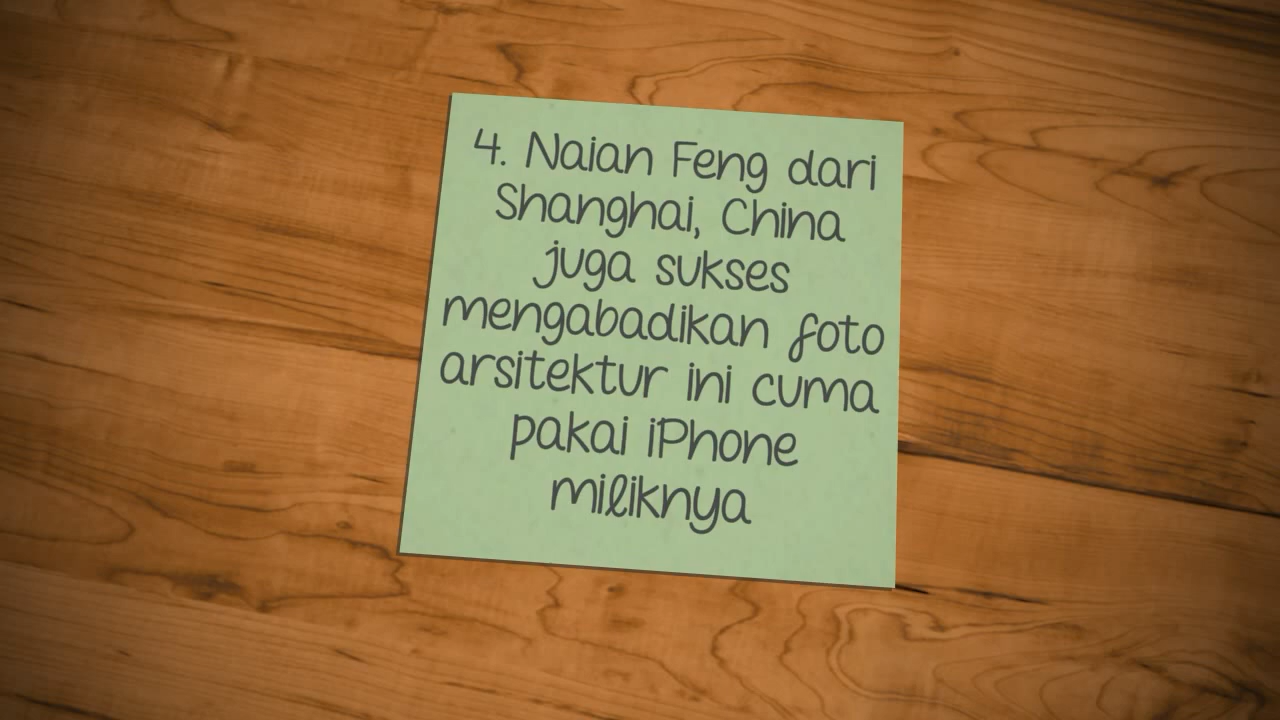 4. Naian Feng dari
Shanghai, China
juga sukses
mengabadikan foto
arsitektur ini cuma
pakai iPhone
miliknya